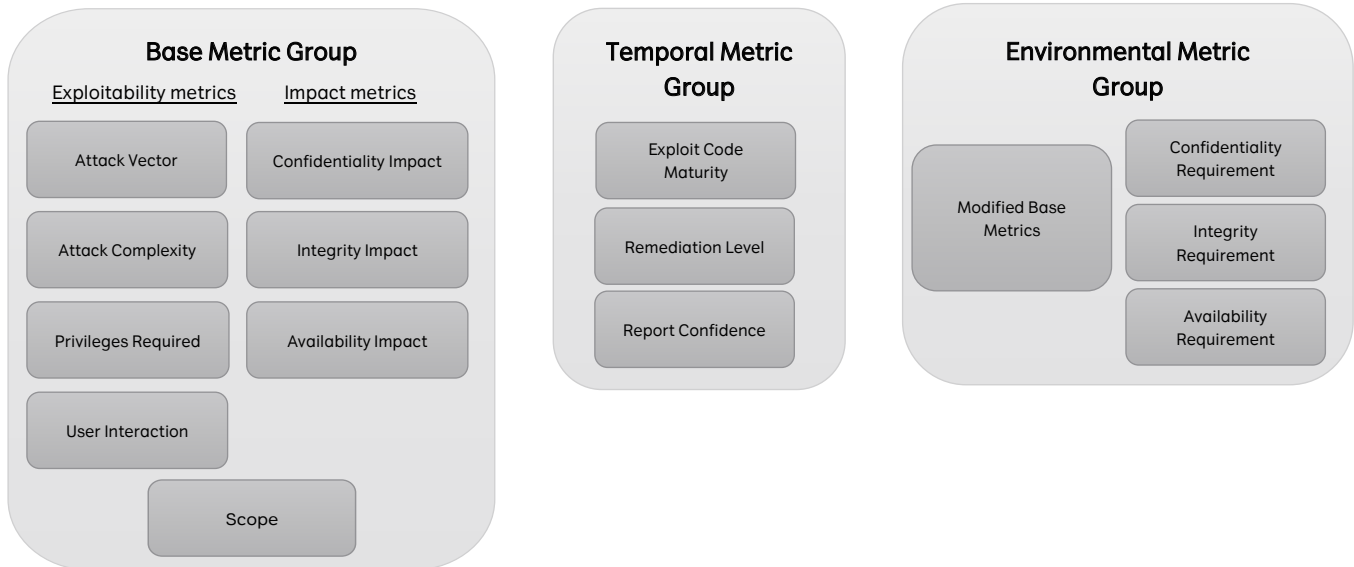 Base Metric Group
Exploitability metrics
Impact metrics
Attack Vector
Confidentiality Impact
Attack Complexity
Integrity Impact
Privileges Required
Availability Impact
User Interaction
Scope
Temporal Metric
Group
Exploit Code
Maturity
Remediation Level
Report Confidence
Environmental Metric
Group
Modified Base
Metrics
Confidentiality
Requirement
Integrity
Requirement
Availability
Requirement